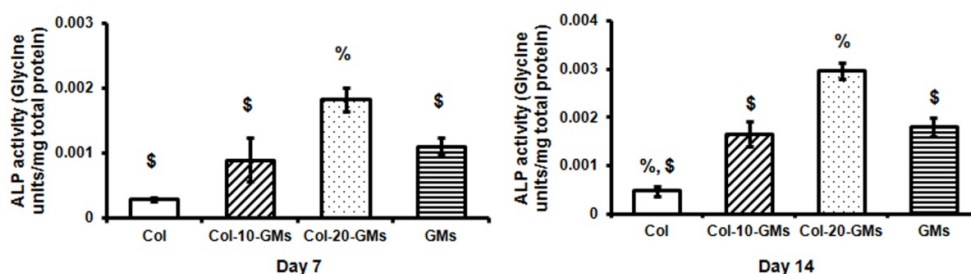 ALP activity (Glycine
units/mg total protein)
0.003
0.002
0.001
0
$
$
%
$
Col
Col-10-GMs
Col-20-GMs
GMs
Day 7
ALP activity (Glycine
units/mg total protein)
0.004
0.003
0.002
0.001
0
%, $
$
%
$
Col
Col-10-GMs
Col-20-GMs
GMs
Day 14